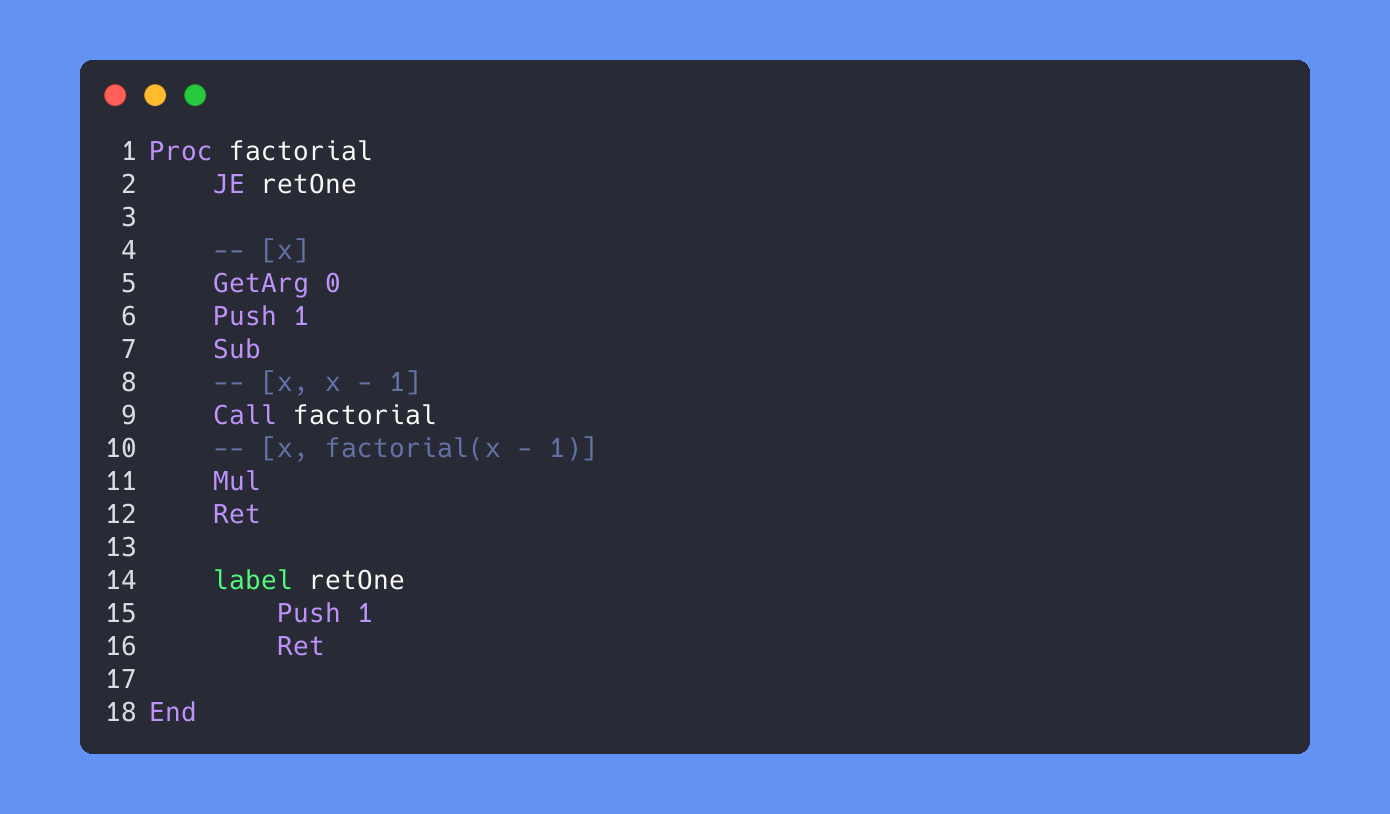 1 Proc factorial
2     JE retOne
3
4     -- [x]
5     GetArg 0
6     Push 1
7     Sub
8     -- [x, x - 1]
9     Call factorial
10     -- [x, factorial(x - 1)]
11     Mul
12     Ret
13
14     label retOne
15         Push 1
16         Ret
17
18 End